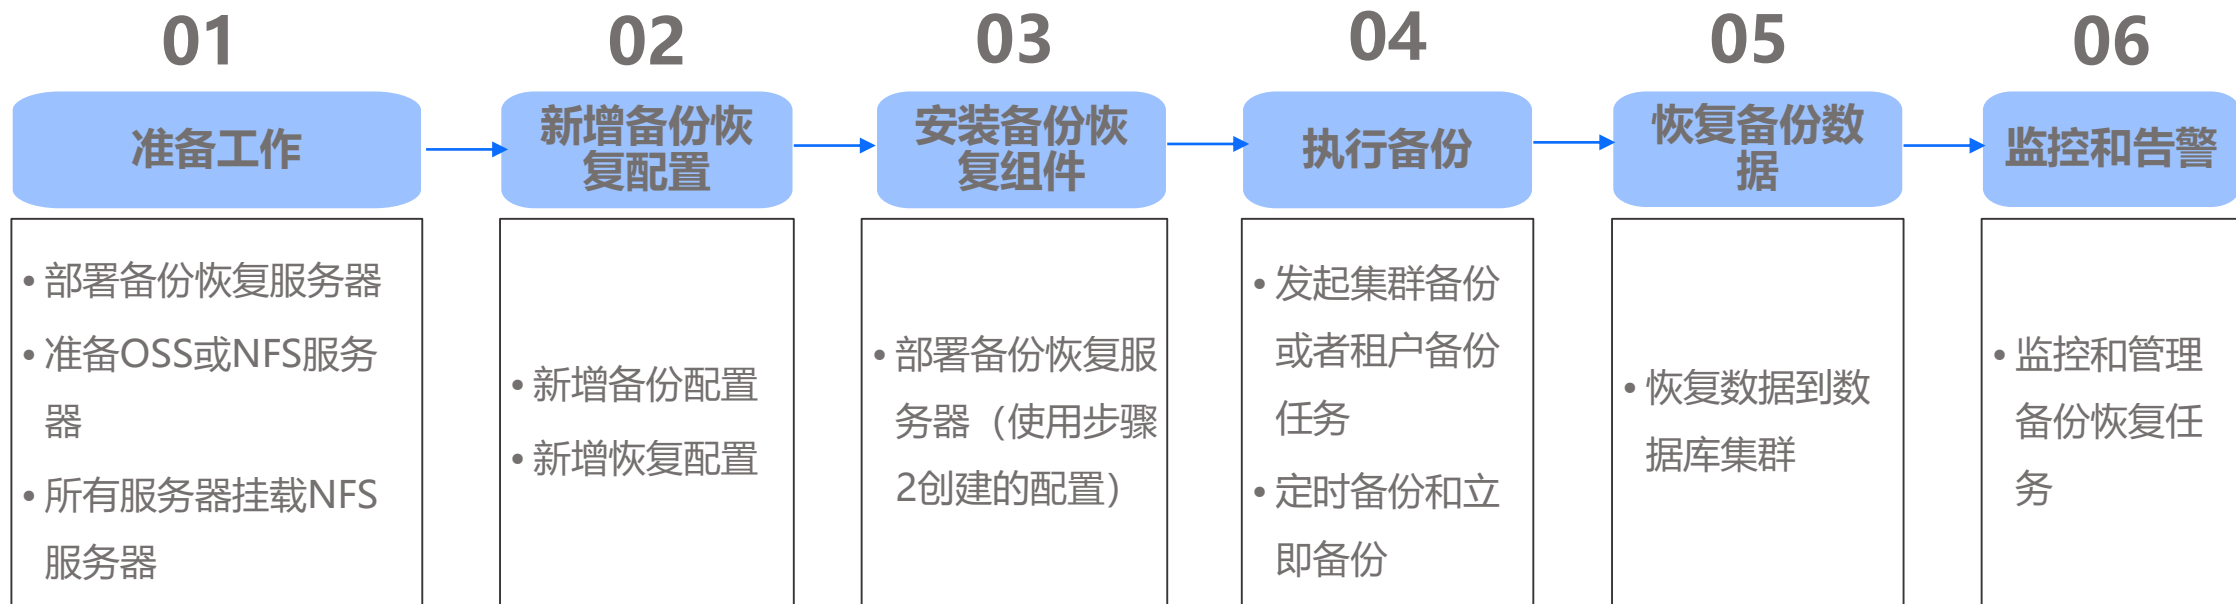 01
准备工作
• 部署备份恢复服务器
• 准备OSS或NFS服务
器
• 所有服务器挂载NFS
服务器
02
新增备份恢
复配置
• 新增备份配置
• 新增恢复配置
03
安装备份恢
复组件
• 部署备份恢复服
务器（使用步骤
2创建的配置）
04
执行备份
• 发起集群备份
或者租户备份
任务
• 定时备份和立
即备份
05
恢复备份数
据
• 恢复数据到数
据库集群
06
监控和告警
• 监控和管理
备份恢复任
务